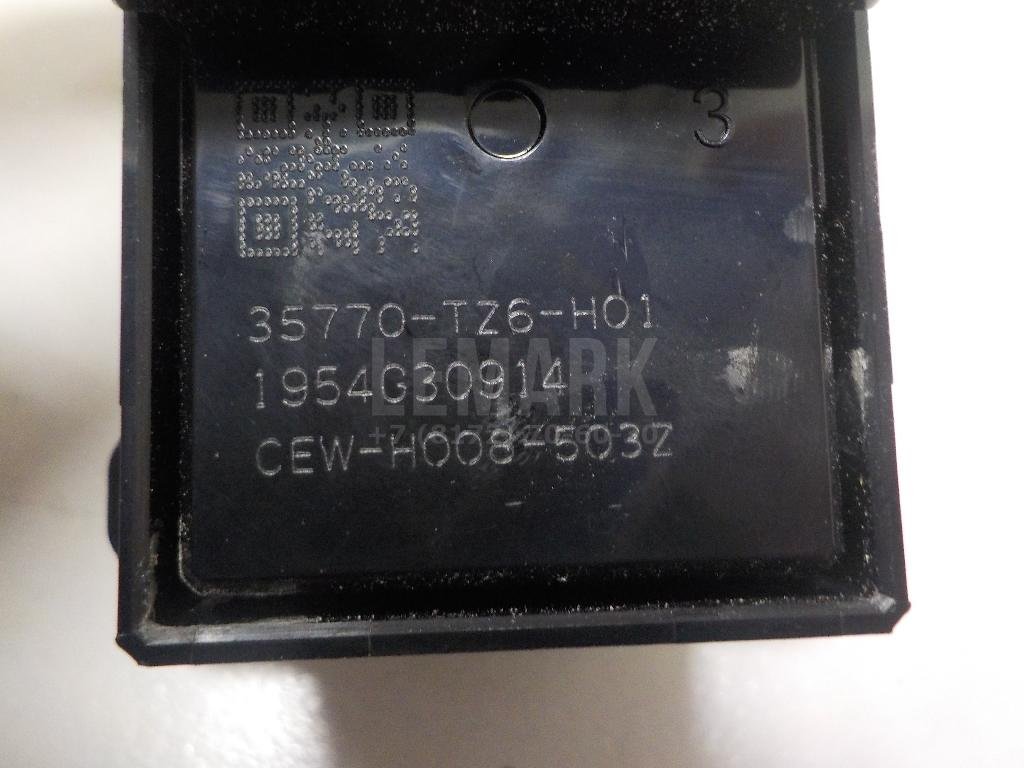 3
35770-TZ6-H01
1954G30914
LEMARK
CEW-H008-503Z